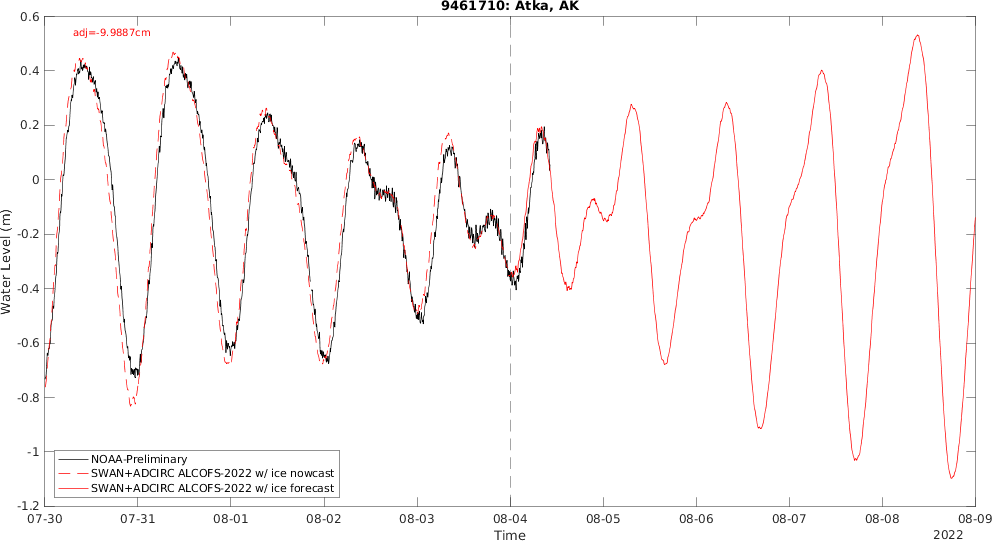 9461710: Atka, AK
adj=-9.9887cm
0.6
0.4
0.2
0
-0.2
-0.4
-0.6
-0.8
-1
-1.2
Water Level (m)
NOAA-Preliminary
SWAN+ADCIRC ALCOFS-2022 w/ ice nowcast
SWAN+ADCIRC ALCOFS-2022 w/ ice forecast
07-30 07-31 08-01 08-02 08-03 08-04 08-05 08-06 08-07 08-08 08-09
Time
2022